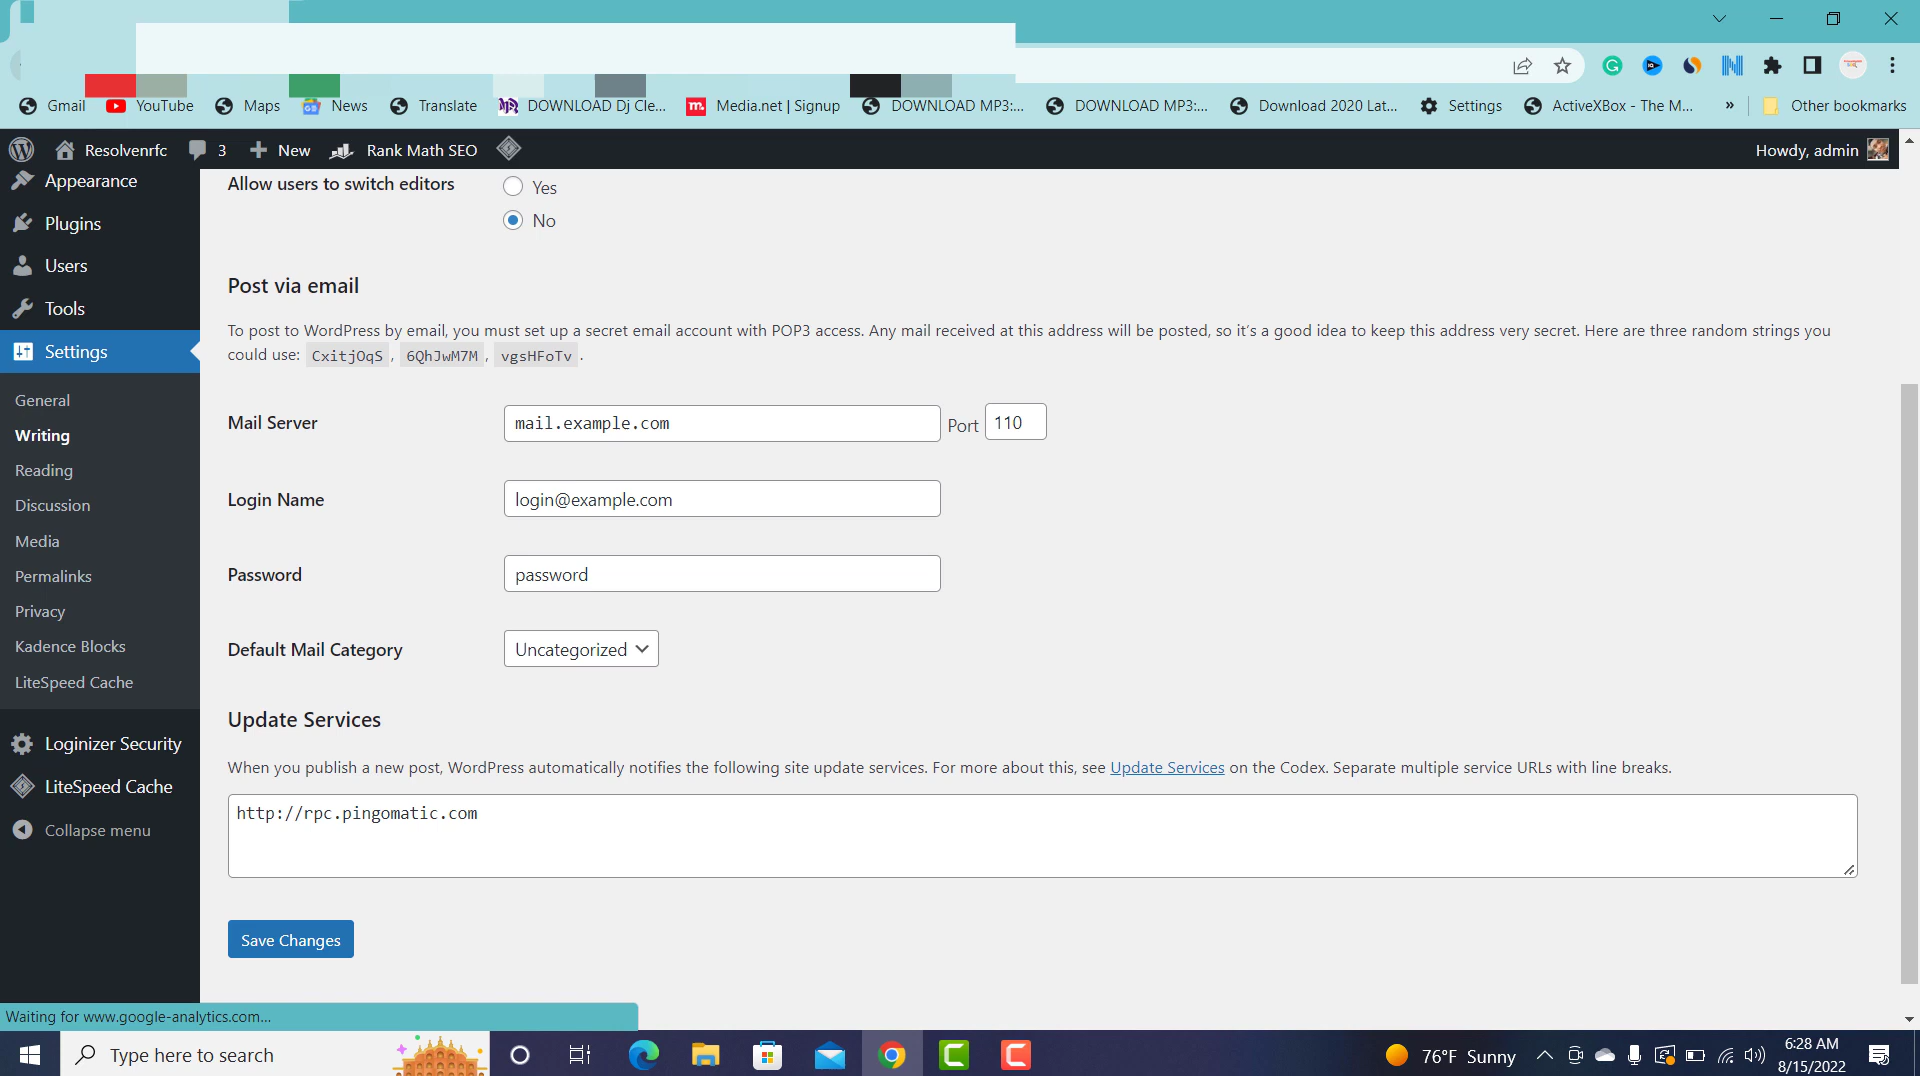 Gmail YouTube Maps News Translate DOWNLOAD Dj Cle... Media.net | Signup DOWNLOAD MP3:... DOWNLOAD MP3:... Download 2020 Lat... Settings ActiveXBox - The M... » Other bookmarks
Resolvenrfc 3 New Rank Math SEO Howdy, admin
Appearance
Plugins
Users
Tools
Settings
General
Writing
Reading
Discussion
Media
Permalinks
Privacy
Kadence Blocks
LiteSpeed Cache
Loginizer Security
LiteSpeed Cache
Collapse menu
Allow users to switch editors Yes
No
Post via email
To post to WordPress by email, you must set up a secret email account with POP3 access. Any mail received at this address will be posted, so it's a good idea to keep this address very secret. Here are three random strings you
could use: CxitjOqS, 6QhJwM7M, vgsHFoTv.
Mail Server mail.example.com Port 110
Login Name login@example.com
Password password
Default Mail Category Uncategorized
Update Services
When you publish a new post, WordPress automatically notifies the following site update services. For more about this, see Update Services on the Codex. Separate multiple service URLs with line breaks.
http://rpc.pingomatic.com
Save Changes
Waiting for www.google-analytics.com...
Type here to search 76°F Sunny 6:28 AM
8/15/2022